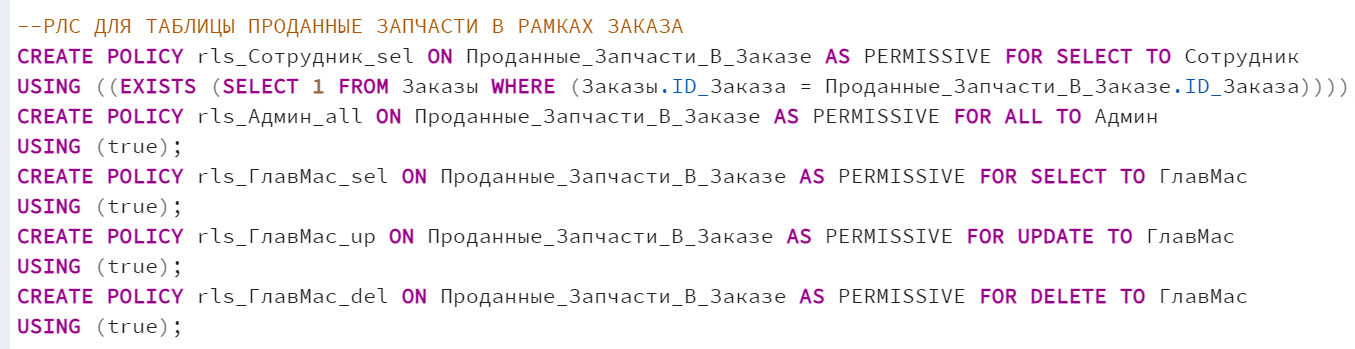 --РЛС ДЛЯ ТАБЛИЦЫ ПРОДАННЫЕ ЗАПЧАСТИ В РАМКАХ ЗАКАЗА
CREATE POLICY rls_Сотрудник_sel ON Проданные_Запчасти_В_Заказе AS PERMISSIVE FOR SELECT TO Сотрудник
USING ((EXISTS (SELECT 1 FROM Заказы WHERE (Заказы.ID_Заказа = Проданные_Запчасти_В_Заказе.ID_Заказа))))
CREATE POLICY rls_Админ_all ON Проданные_Запчасти_В_Заказе AS PERMISSIVE FOR ALL TO Админ
USING (true);
CREATE POLICY rls_ГлавМас_sel ON Проданные_Запчасти_В_Заказе AS PERMISSIVE FOR SELECT TO ГлавМас
USING (true);
CREATE POLICY rls_ГлавМас_up ON Проданные_Запчасти_В_Заказе AS PERMISSIVE FOR UPDATE TO ГлавМас
USING (true);
CREATE POLICY rls_ГлавМас_del ON Проданные_Запчасти_В_Заказе AS PERMISSIVE FOR DELETE TO ГлавМас
USING (true);